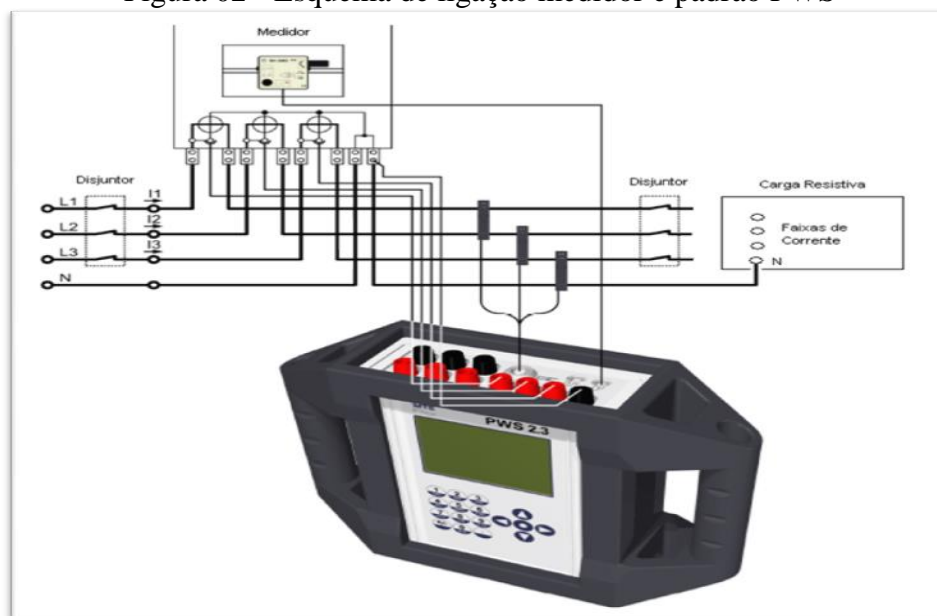 Figura 02 - Esquema de ligação medidor e padrão PWS
Medidor
Disjuntor
Disjuntor
Carga Resistiva
L1
I1
L2
I2
L3
I3
N
Faixas de
Corrente
N
PWS 2.3